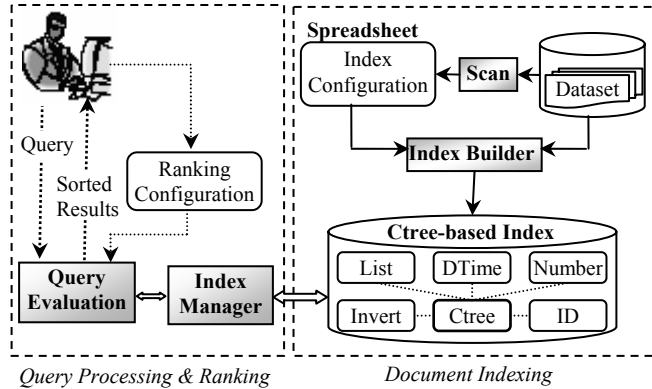 Spreadsheet
Index
Configuration
Scan
Dataset
Query
Sorted
Results
Ranking
Configuration
Index Builder
Ctree-based Index
List
DTime
Number
Invert
Ctree
ID
Query
Evaluation
Index
Manager
Query Processing & Ranking
Document Indexing